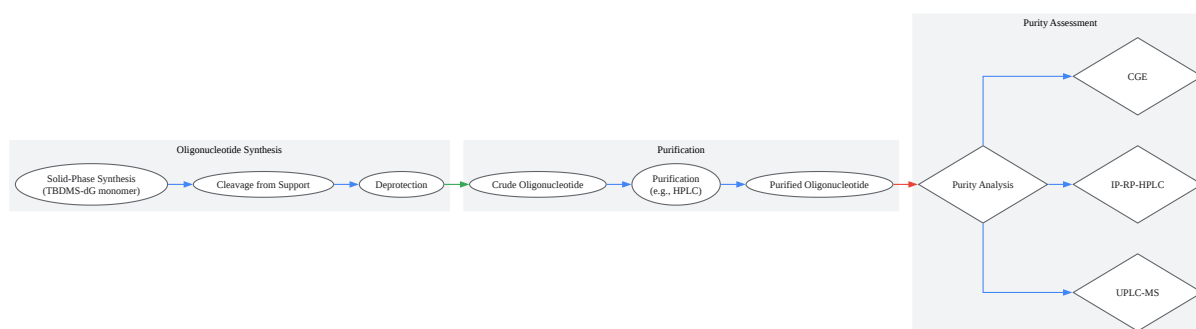 Purity Assessment
CGE
Oligonucleotide Synthesis
Purification
Solid-Phase Synthesis
(TBDMS-dG monomer)
Cleavage from Support
Deprotection
Crude Oligonucleotide
Purification
(e.g., HPLC)
Purified Oligonucleotide
Purity Analysis
IP-RP-HPLC
UPLC-MS